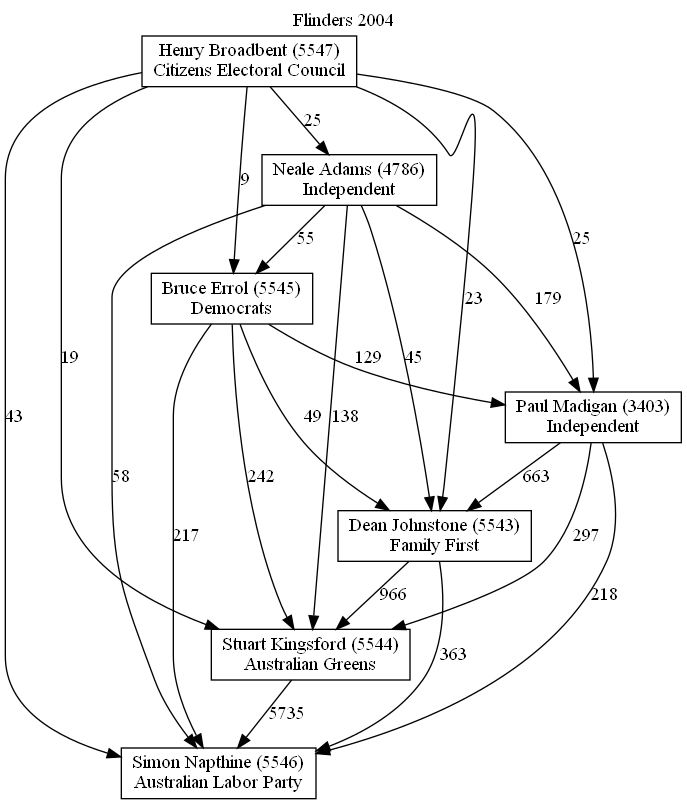 Flinders 2004
Henry Broadbent (5547)
Citizens Electoral Council
25
Neale Adams (4786)
Independent
9
55
25
23
179
Bruce Errol (5545)
Democrats
19
129
45
43
49
138
Paul Madigan (3403)
Independent
58
242
663
217
Dean Johnstone (5543)
Family First
297
966
218
Stuart Kingsford (5544)
Australian Greens
363
5735
Simon Napthine (5546)
Australian Labor Party